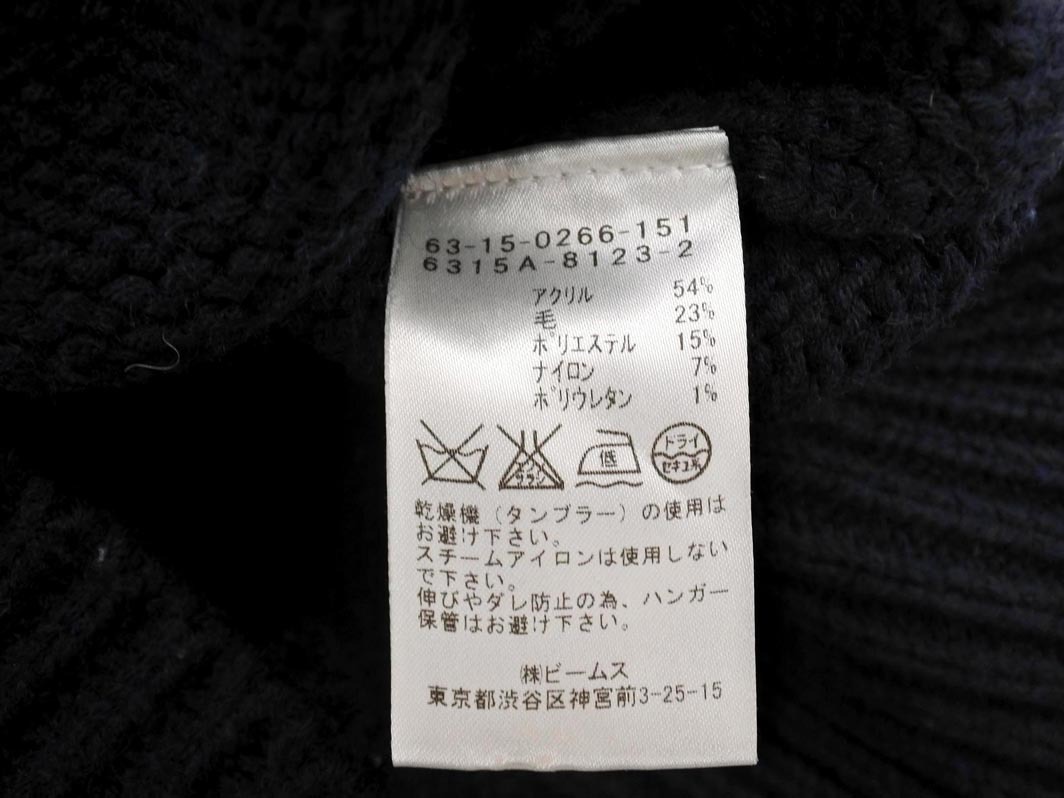 63-15-0266-151
6315A-8123-2
アクリル 54%
毛 23%
ポリエステル 15%
ナイロン 7%
ポリウレタン 1%
エンソサラシ 低 ドライ セキユ系
乾燥機（タンブラー）の使用は
お避け下さい。
スチームアイロンは使用しない
で下さい。
伸びやダレ防止の為、ハンガー
保管はお避け下さい。
㈱ビームス
東京都渋谷区神宮前3-25-15